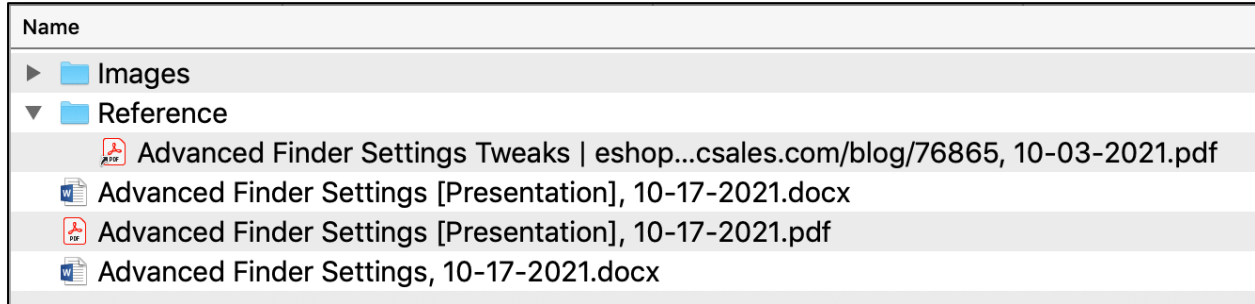 Name
Images
Reference
Advanced Finder Settings Tweaks | eshop...csales.com/blog/76865, 10-03-2021.pdf
Advanced Finder Settings [Presentation], 10-17-2021.docx
Advanced Finder Settings [Presentation], 10-17-2021.pdf
Advanced Finder Settings, 10-17-2021.docx